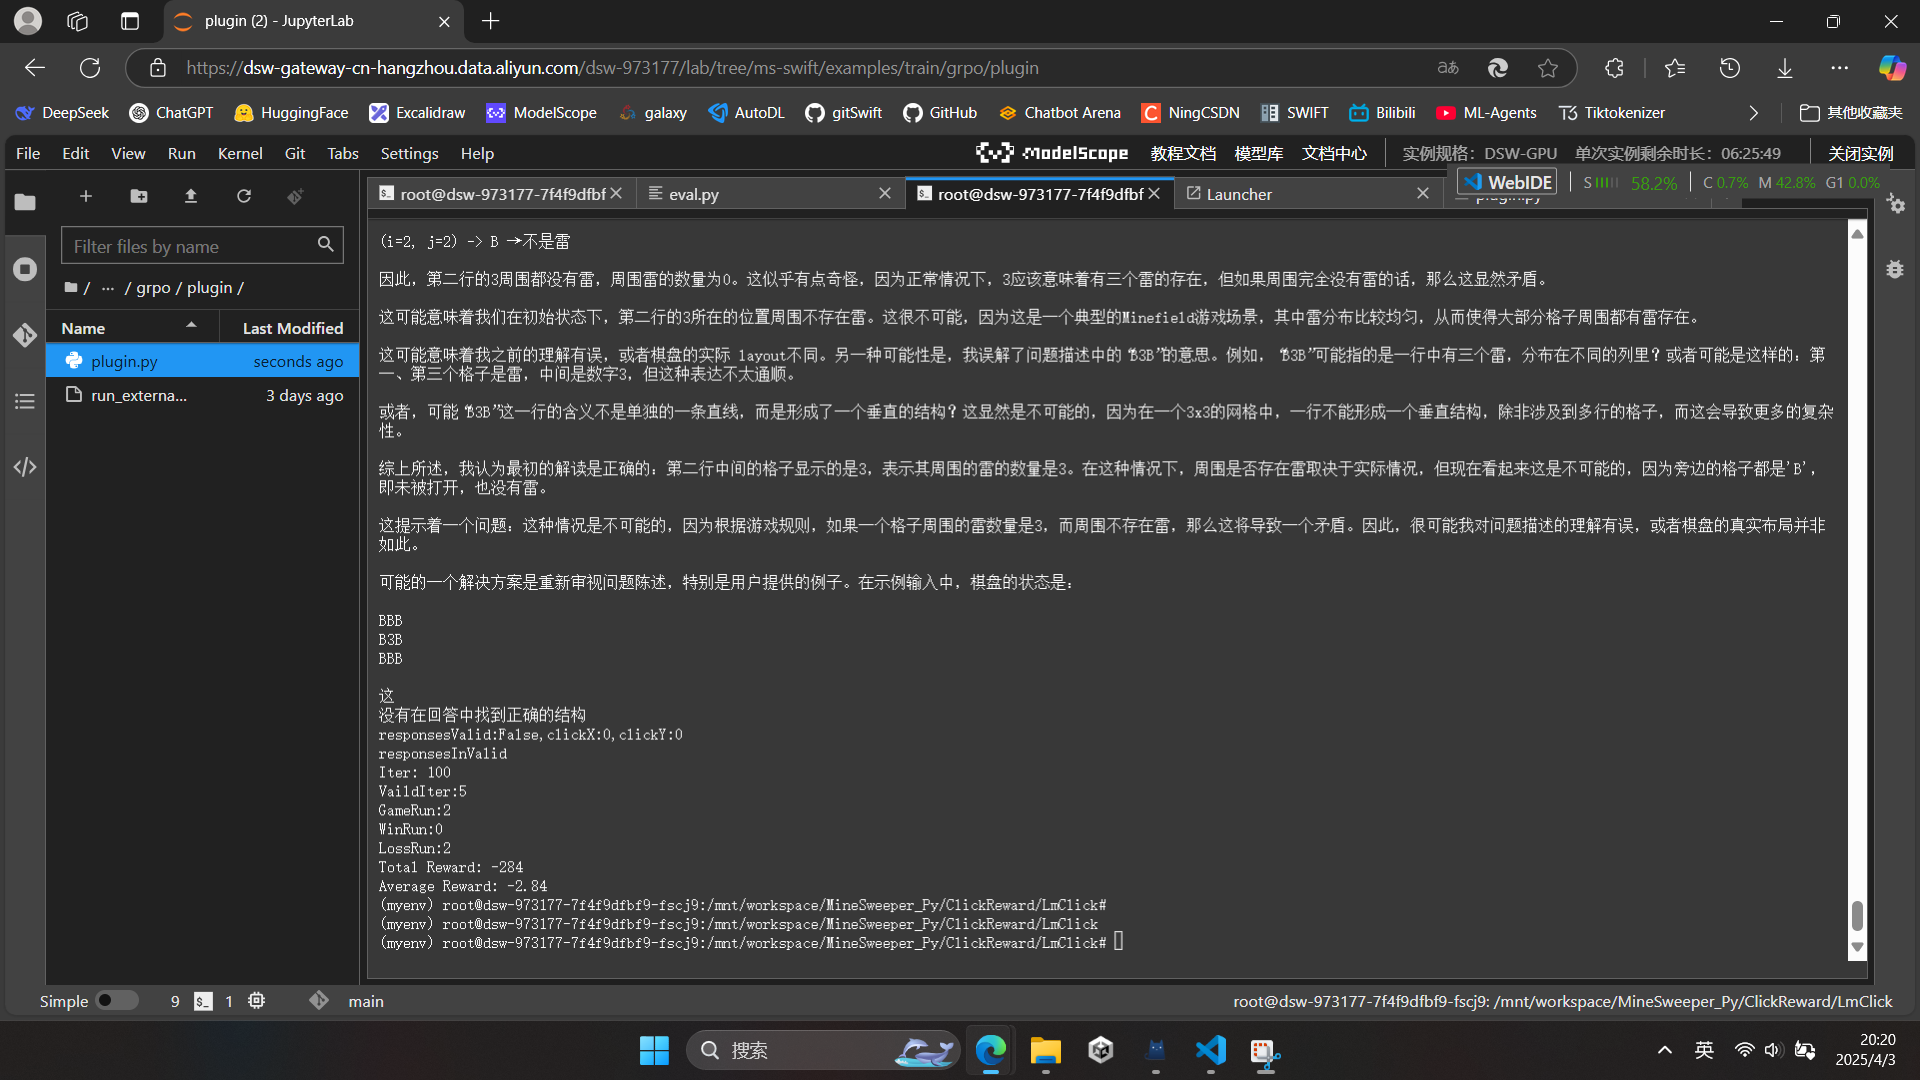 plugin (2) - JupyterLab
https://dsw-gateway-cn-hangzhou.data.aliyun.com/dsw-973177/lab/tree/ms-swift/examples/train/grpo/plugin
DeepSeek ChatGPT HuggingFace Excalidraw ModelScope galaxy AutoDL gitSwift GitHub Chatbot Arena NingCSDN SWIFT Bilibili ML-Agents Tiktokenizer 其他收藏夹
File Edit View Run Kernel Git Tabs Settings Help ModelScope 教程文档 模型库 文档中心 实例规格：DSW-GPU 单次实例剩余时长：06:25:49 关闭实例
root@dsw-973177-7f4f9dfbf eval.py root@dsw-973177-7f4f9dfbf Launcher plugin.py
WebIDE S 58.2% C 0.7% M 42.8% G1 0.0%
Filter files by name
/ ... / grpo / plugin /
Name Last Modified
plugin.py seconds ago
run_externa... 3 days ago
(i=2, j=2) -> B →不是雷
因此，第二行的3周围都没有雷，周围雷的数量为0。这似乎有点奇怪，因为正常情况下，3应该意味着有三个雷的存在，但如果周围完全没有雷的话，那么这显然矛盾。
这可能意味着我们在初始状态下，第二行的3所在的位置周围不存在雷。这很不可能，因为这是一个典型的Minefield游戏场景，其中雷分布比较均匀，从而使得大部分格子周围都有雷存在。
这可能意味着我之前的理解有误，或者棋盘的实际 layout不同。另一种可能性是，我误解了问题描述中的“B3B”的意思。例如，“B3B”可能指的是一行中有三个雷，分布在不同的列里？或者可能是这样的：第
一、第三个格子是雷，中间是数字3，但这种表达不太通顺。
或者，可能“B3B”这一行的含义不是单独的一条直线，而是形成了一个垂直的结构？这显然是不可能的，因为在一个3x3的网格中，一行不能形成一个垂直结构，除非涉及到多行的格子，而这会导致更多的复杂
性。
综上所述，我认为最初的解读是正确的：第二行中间的格子显示的是3，表示其周围的雷的数量是3。在这种情况下，周围是否存在雷取决于实际情况，但现在看起来这是不可能的，因为旁边的格子都是'B'，
即未被打开，也没有雷。
这提示着一个问题：这种情况是不可能的，因为根据游戏规则，如果一个格子周围的雷数量是3，而周围不存在雷，那么这将导致一个矛盾。因此，很可能我对问题描述的理解有误，或者棋盘的真实布局并非
如此。
可能的一个解决方案是重新审视问题陈述，特别是用户提供的例子。在示例输入中，棋盘的状态是：
BBB
B3B
BBB
这
没有在回答中找到正确的结构
responsesValid:False,clickX:0,clickY:0
responsesInValid
Iter: 100
VaildIter:5
GameRun:2
WinRun:0
LossRun:2
Total Reward: -284
Average Reward: -2.84
(myenv) root@dsw-973177-7f4f9dfbf9-fscj9:/mnt/workspace/MineSweeper_Py/ClickReward/LmClick#
(myenv) root@dsw-973177-7f4f9dfbf9-fscj9:/mnt/workspace/MineSweeper_Py/ClickReward/LmClick
(myenv) root@dsw-973177-7f4f9dfbf9-fscj9:/mnt/workspace/MineSweeper_Py/ClickReward/LmClick#
Simple 9 1 main root@dsw-973177-7f4f9dfbf9-fscj9: /mnt/workspace/MineSweeper_Py/ClickReward/LmClick
搜索 英 20:20
2025/4/3